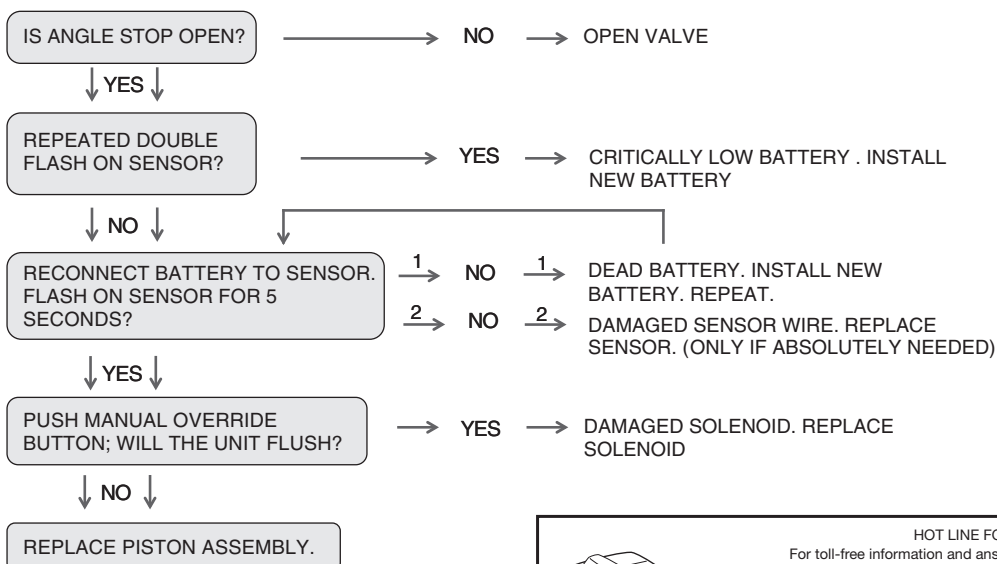 IS ANGLE STOP OPEN?
NO
OPEN VALVE
YES
REPEATED DOUBLE
FLASH ON SENSOR?
YES
CRITICALLY LOW BATTERY . INSTALL
NEW BATTERY
NO
RECONNECT BATTERY TO SENSOR.
FLASH ON SENSOR FOR 5
SECONDS?
1
NO
1
DEAD BATTERY. INSTALL NEW
BATTERY. REPEAT.
2
NO
2
DAMAGED SENSOR WIRE. REPLACE
SENSOR. (ONLY IF ABSOLUTELY NEEDED)
YES
PUSH MANUAL OVERRIDE
BUTTON; WILL THE UNIT FLUSH?
YES
DAMAGED SOLENOID. REPLACE
SOLENOID
NO
REPLACE PISTON ASSEMBLY.
HOT LINE
For toll-free information and